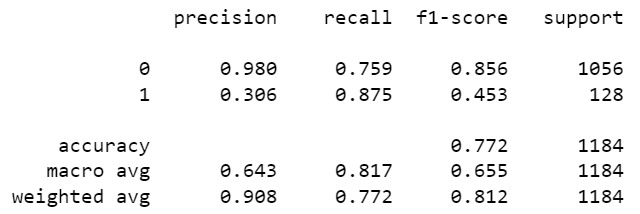 precision recall f1-score support
0 0.980 0.759 0.856 1056
1 0.306 0.875 0.453 128
accuracy 0.772 1184
macro avg 0.643 0.817 0.655 1184
weighted avg 0.908 0.772 0.812 1184